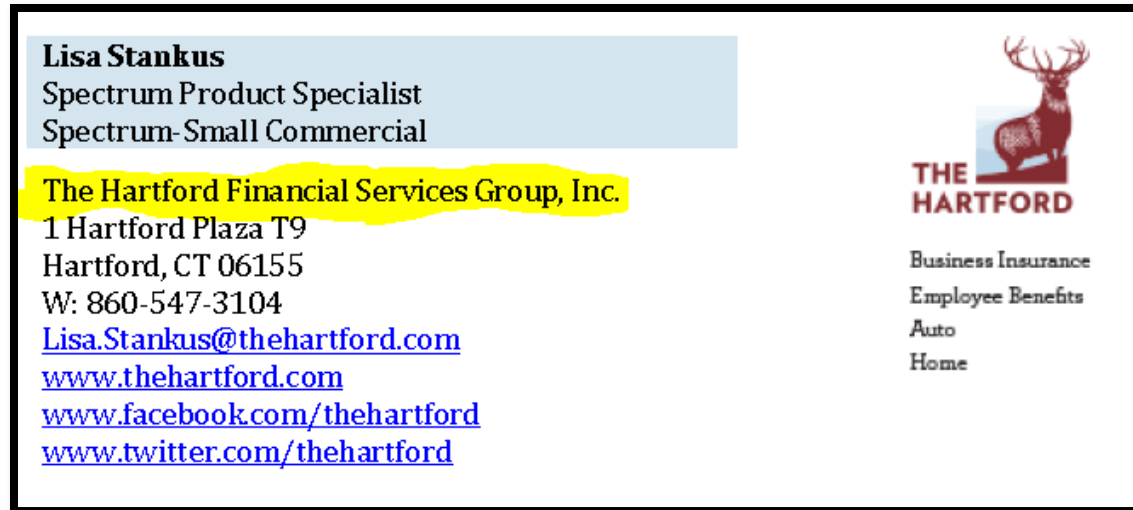 Lisa Stankus
Spectrum Product Specialist
Spectrum-Small Commercial
The Hartford Financial Services Group, Inc.
1 Hartford Plaza T9
Hartford, CT 06155
W: 860-547-3104
Lisa.Stankus@thehartford.com
www.thehartford.com
www.facebook.com/thehartford
www.twitter.com/thehartford
THE
HARTFORD
Business Insurance
Employee Benefits
Auto
Home